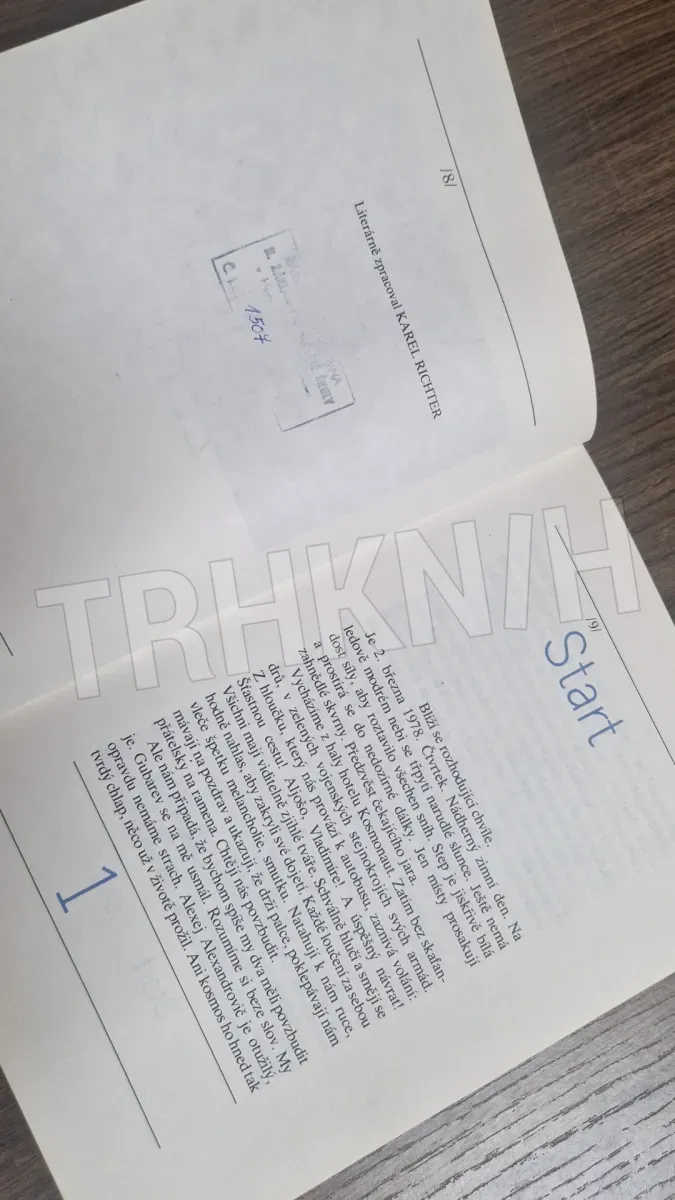 /8/
Literárně zpracoval KAREL RICHTER
1504
/9/
Start
Blíží se rozhodující chvíle.
Je 2. března 1978. Čtvrtek. Nádherný zimní den. Na
ledově modrém nebi se třpytí narudlé slunce. Ještě nemá
dost síly, aby roztavilo všechen sníh. Step je jiskřivě bílá
a prostírá se do nedozírné dálky. Jen místy prosakují
zahnědlé skvrny. Předzvěst čekajícího jara.
Vycházíme z haly hotelu Kosmonaut. Zatím bez skafan-
drů, v zelených vojenských stejnokrojích svých armád.
Z hloučku, který nás provází k autobusu, zaznívá volání:
Šťastnou cestu! Aljošo, Vladimíre! A úspěšný návrat!
Všichni mají viditelně zjihlé tváře. Schválně hlučí a smějí se
hodně nahlas, aby zakryli své dojetí. Každé loučení za sebou
vleče špetku melancholie, smutku. Natahují k nám ruce,
mávají na pozdrav a ukazují, že drží palce, poklepávají nám
přátelsky na ramena. Chtějí nás povzbudit.
Ale nám připadá, že bychom spíše my dva měli povzbudit
je. Gubarev se na mě usmál. Rozumíme si beze slov. My
opravdu nemáme strach. Alexej Alexandrovič je otužilý,
tvrdý chlap, něco už v životě prožil. Ani kosmos ho hned tak
1
TRHKNIH